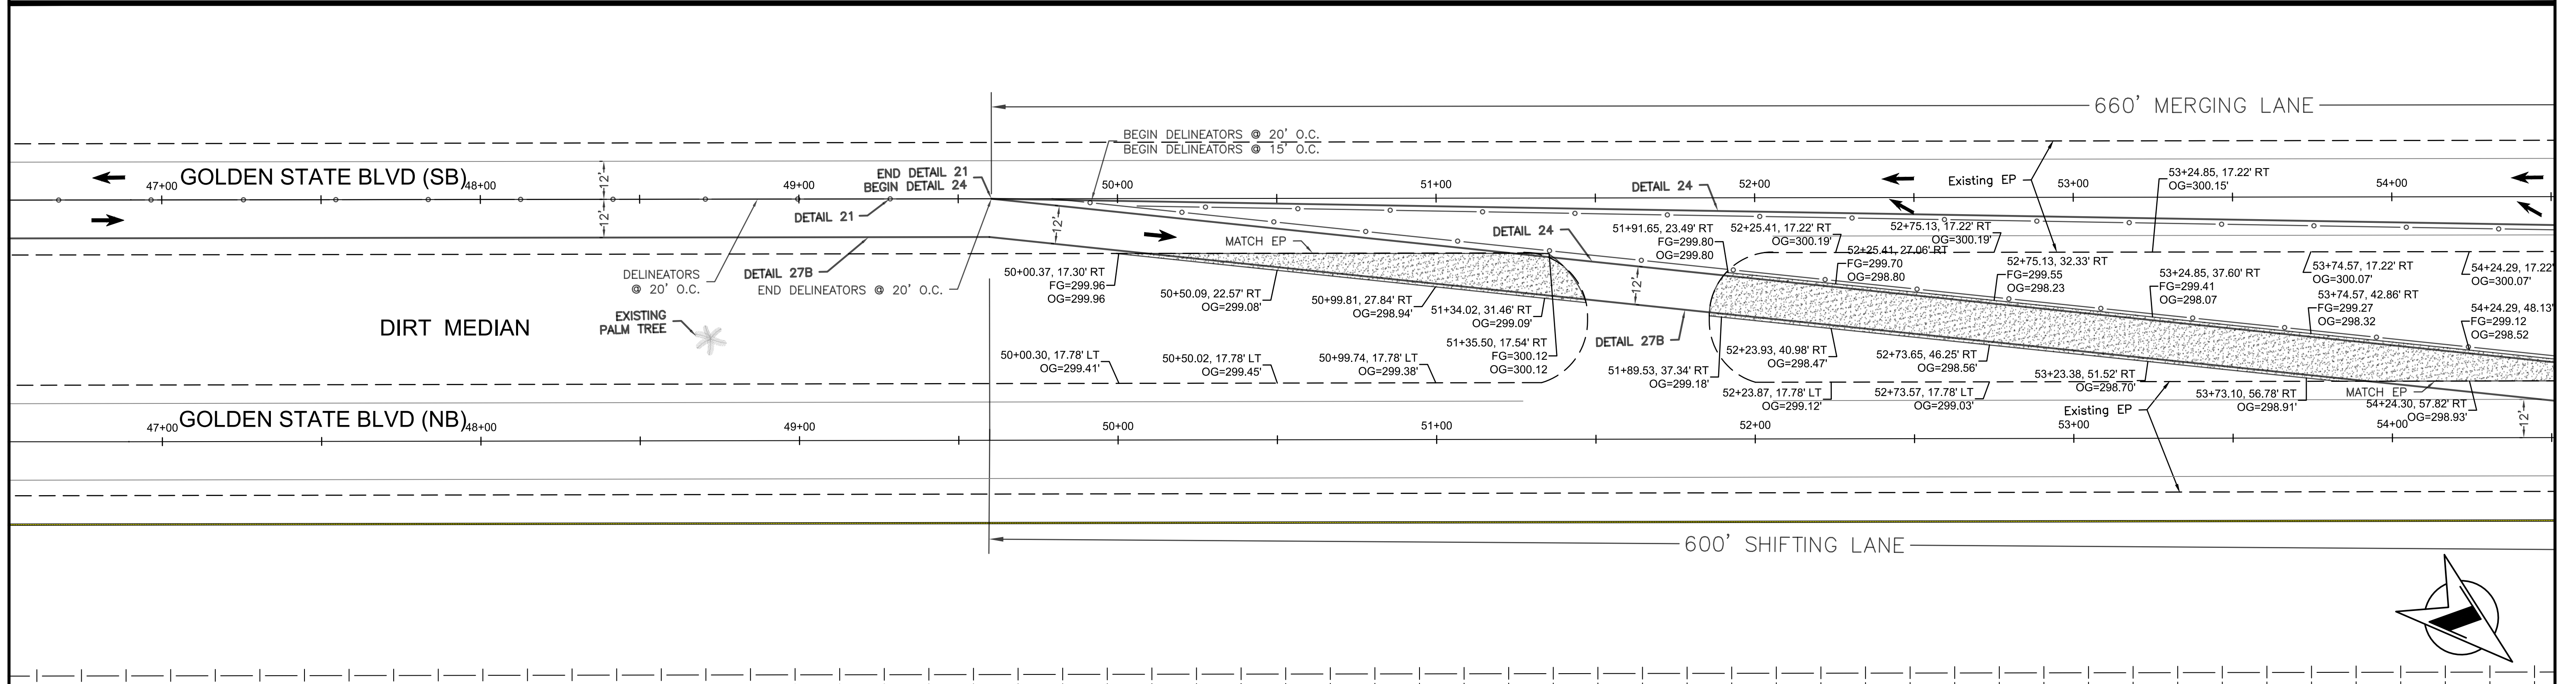 660' MERGING LANE
BEGIN DELINEATORS @ 20' O.C.
BEGIN DELINEATORS @ 15' O.C.
GOLDEN STATE BLVD (SB)
47+00
48+00
49+00
50+00
51+00
52+00
53+00
54+00
12'
12'
END DETAIL 21
BEGIN DETAIL 24
DETAIL 21
DETAIL 24
Existing EP
53+24.85, 17.22' RT
OG=300.15'
12'
MATCH EP
DETAIL 24
51+91.65, 23.49' RT
FG=299.80
OG=299.80
52+25.41, 17.22' RT
OG=300.19'
52+75.13, 17.22' RT
OG=300.19'
52+25.41, 27.06' RT
FG=299.70
OG=298.80
52+75.13, 32.33' RT
FG=299.55
OG=298.23
53+24.85, 37.60' RT
FG=299.41
OG=298.07
53+74.57, 17.22' RT
OG=300.07'
53+74.57, 42.86' RT
FG=299.27
OG=298.32
54+24.29, 17.22'
OG=300.07'
54+24.29, 48.13'
FG=299.12
OG=298.52
DELINEATORS
@ 20' O.C.
DETAIL 27B
END DELINEATORS @ 20' O.C.
50+00.37, 17.30' RT
FG=299.96
OG=299.96
50+50.09, 22.57' RT
OG=299.08'
50+99.81, 27.84' RT
OG=298.94'
51+34.02, 31.46' RT
OG=299.09'
12'
DETAIL 27B
EXISTING
PALM TREE
DIRT MEDIAN
50+00.30, 17.78' LT
OG=299.41'
50+50.02, 17.78' LT
OG=299.45'
50+99.74, 17.78' LT
OG=299.38'
51+35.50, 17.54' RT
FG=300.12
OG=300.12
51+89.53, 37.34' RT
OG=299.18'
52+23.93, 40.98' RT
OG=298.47'
52+73.65, 46.25' RT
OG=298.56'
53+23.38, 51.52' RT
OG=298.70'
52+23.87, 17.78' LT
OG=299.12'
52+73.57, 17.78' LT
OG=299.03'
53+73.10, 56.78' RT
OG=298.91'
MATCH EP
54+24.30, 57.82' RT
OG=298.93'
Existing EP
12'
GOLDEN STATE BLVD (NB)
47+00
48+00
49+00
50+00
51+00
52+00
53+00
54+00
600' SHIFTING LANE